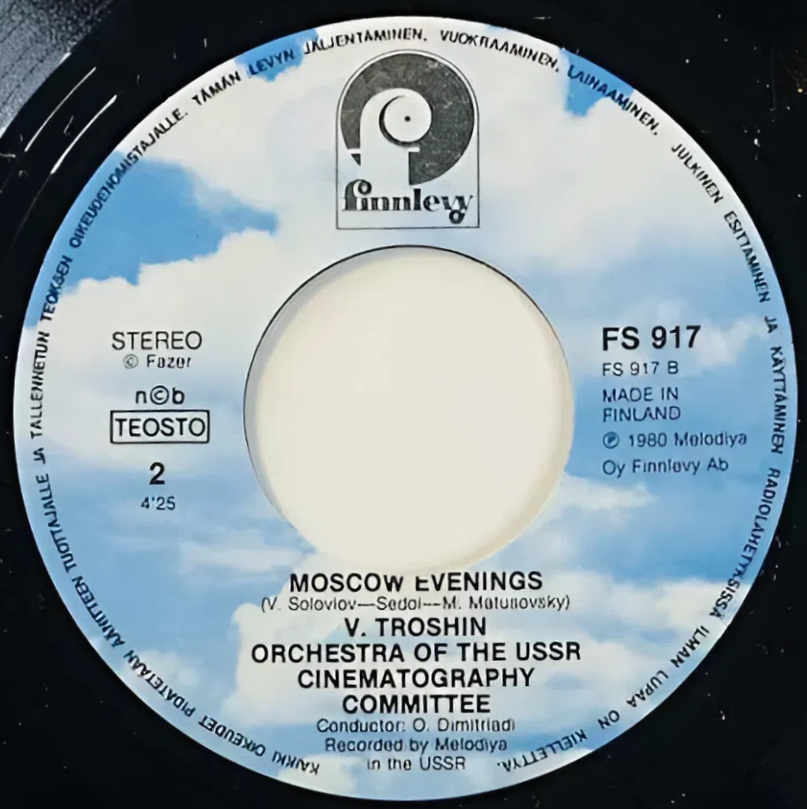 KAIKKI OIKEUDET PIDÄTETÄÄN ÄÄNITTEEN TUOTTAJALLE JA TALLENNETUN TEOKSEN OIKEUDENOMISTAJALLE. TÄMÄN LEVYN JÄLJENTÄMINEN, VUOKRAAMINEN, LAINAAMINEN, JULKINEN ESITTÄMINEN JA KÄYTTÄMINEN RADIOLÄHETYKSISSÄ ILMAN LUPAA ON KIELLETTYÄ.
finnlevy
STEREO
© Fazer
n©b
TEOSTO
2
4'25
FS 917
FS 917 B
MADE IN
FINLAND
℗ 1980 Melodiya
Oy Finnlevy Ab
MOSCOW EVENINGS
(V. Soloviov—Sedoi—M. Matusovsky)
V. TROSHIN
ORCHESTRA OF THE USSR
CINEMATOGRAPHY
COMMITTEE
Conductor: O. Dimitriadi
Recorded by Melodiya
in the USSR